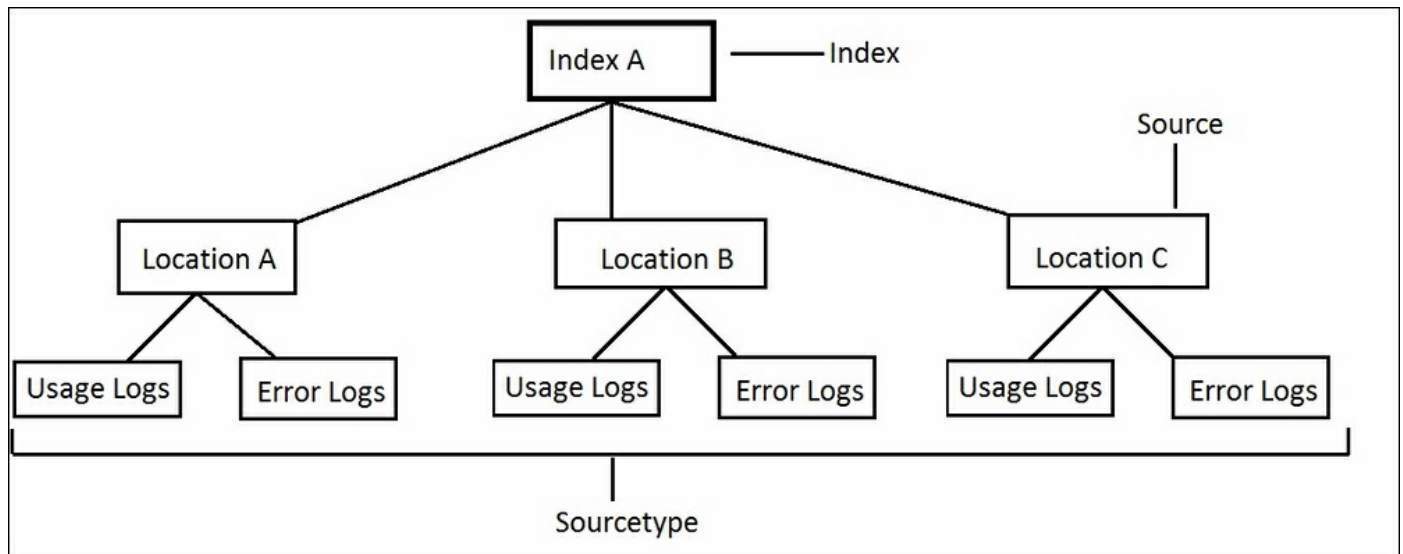 Index A
Index
Source
Location A
Location B
Location C
Usage Logs
Error Logs
Usage Logs
Error Logs
Usage Logs
Error Logs
Sourcetype